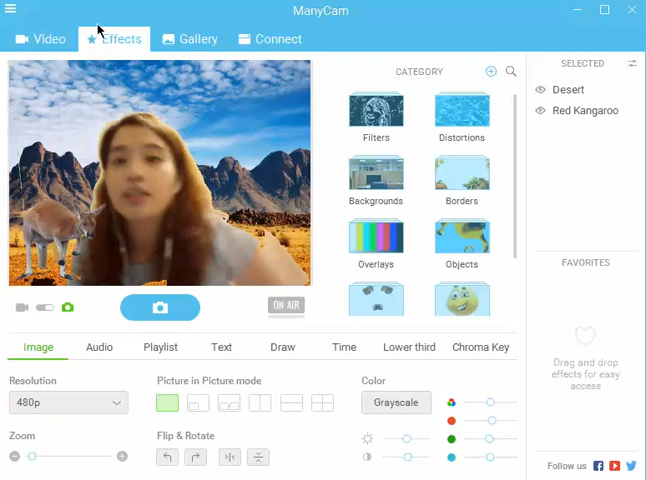 ManyCam
Video
Effects
Gallery
Connect
CATEGORY
Filters
Distortions
Backgrounds
Borders
Overlays
Objects
SELECTED
Desert
Red Kangaroo
FAVORITES
Drag and drop
effects for easy
access
Follow us
ON AIR
Image
Audio
Playlist
Text
Draw
Time
Lower third
Chroma Key
Resolution
480p
Picture in Picture mode
Color
Grayscale
Zoom
Flip & Rotate